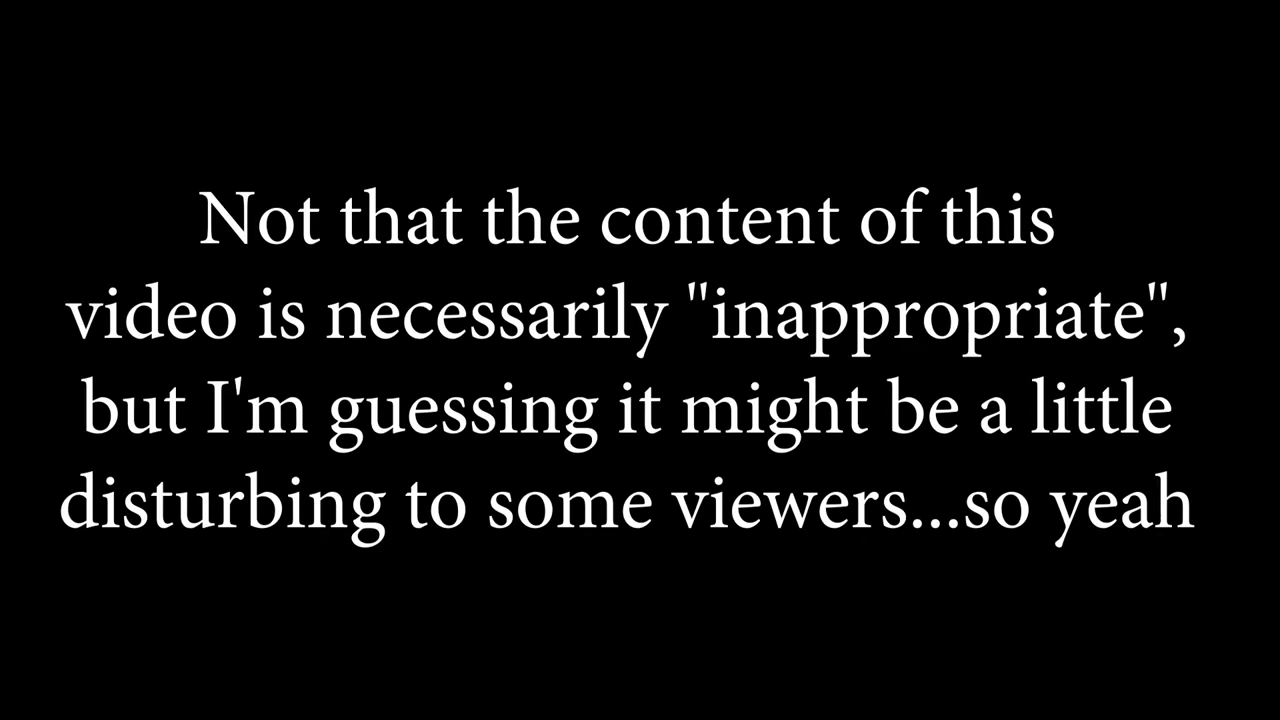 Not that the content of this
video is necessarily "inappropriate",
but I'm guessing it might be a little
disturbing to some viewers...so yeah